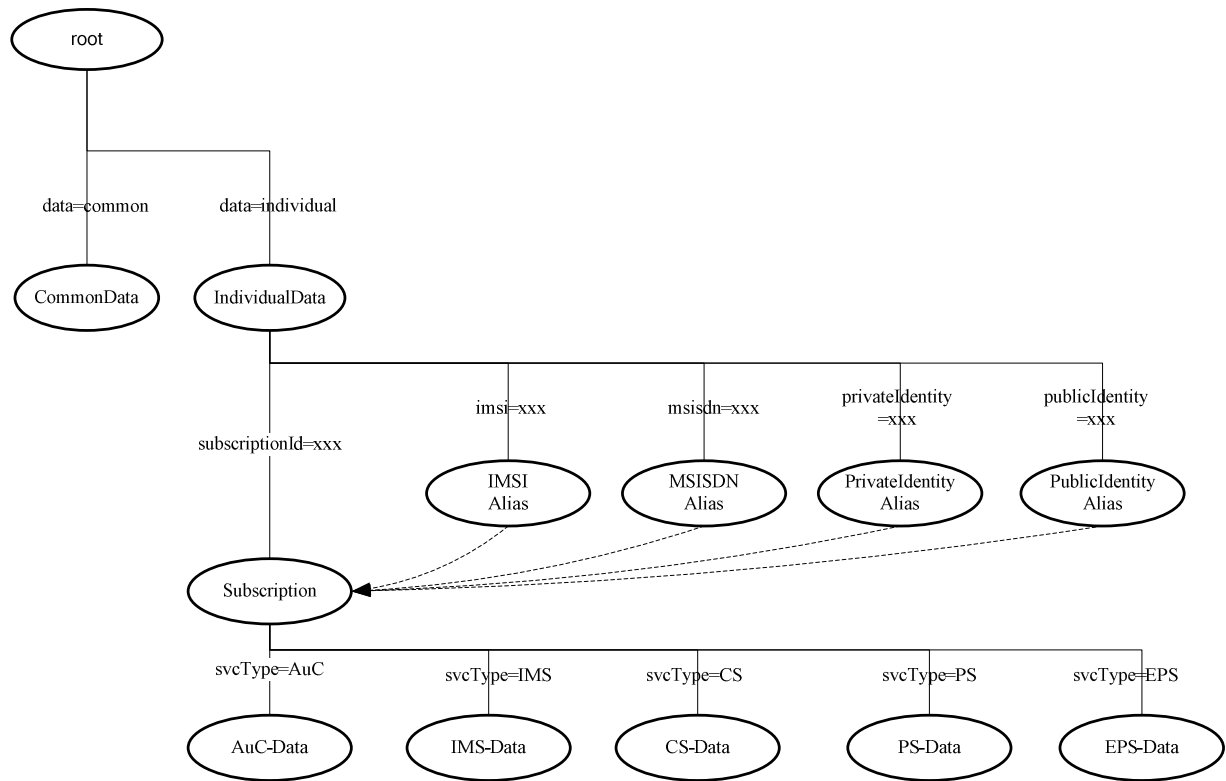 root
data=common
data=individual
CommonData
IndividualData
subscriptionId=xxx
imsi=xxx
msisdn=xxx
privateIdentity
=xxx
publicIdentity
=xxx
IMSI
Alias
MSISDN
Alias
PrivateIdentity
Alias
PublicIdentity
Alias
Subscription
svcType=AuC
svcType=IMS
svcType=CS
svcType=PS
svcType=EPS
AuC-Data
IMS-Data
CS-Data
PS-Data
EPS-Data